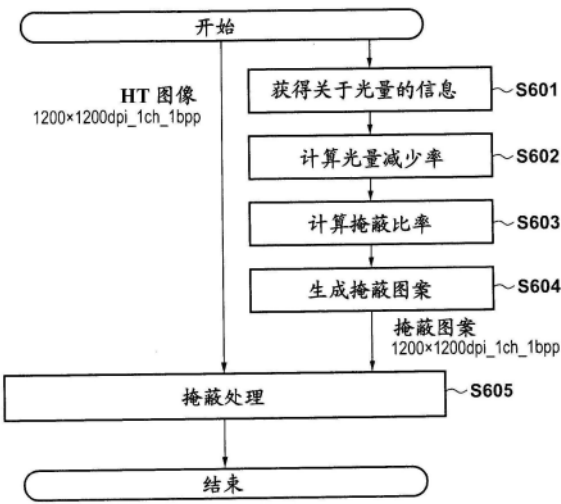 开始
HT 图像
1200×1200dpi_1ch_1bpp
获得关于光量的信息
S601
计算光量减少率
S602
计算掩蔽比率
S603
生成掩蔽图案
S604
掩蔽图案
1200×1200dpi_1ch_1bpp
掩蔽处理
S605
结束